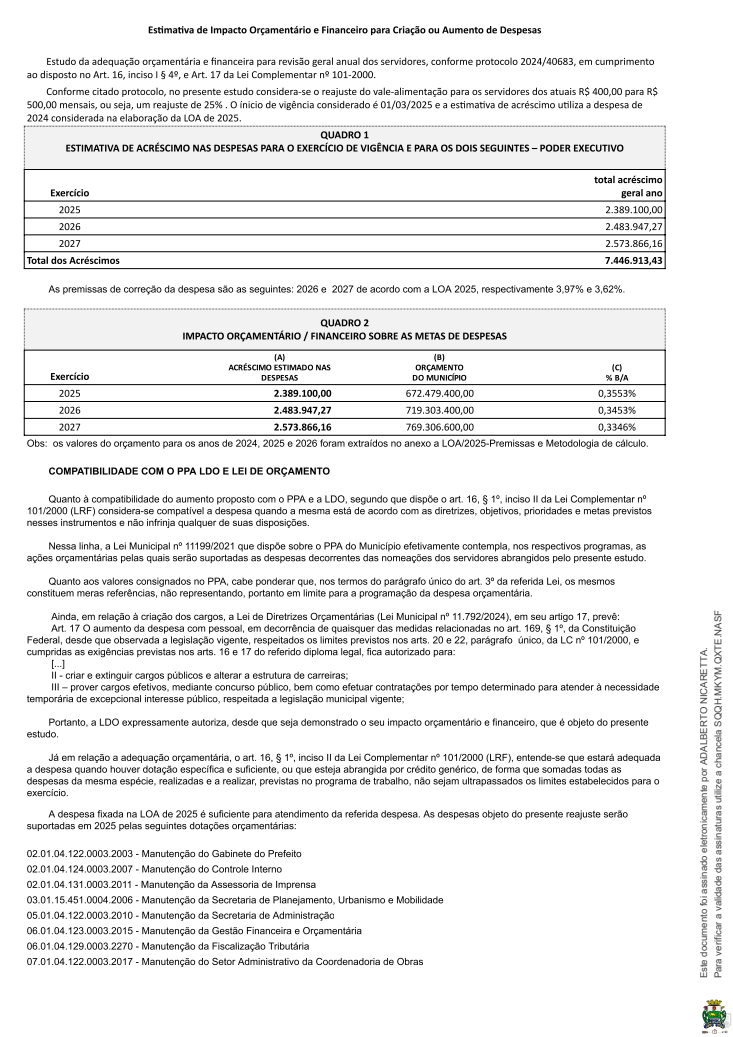 Estimativa de Impacto Orçamentário e Financeiro para Criação ou Aumento de Despesas
Estudo da adequação orçamentária e financeira para revisão geral anual dos servidores, conforme protocolo 2024/40683, em cumprimento
ao disposto no Art. 16, inciso I § 4º, e Art. 17 da Lei Complementar nº 101-2000.
Conforme citado protocolo, no presente estudo considera-se o reajuste do vale-alimentação para os servidores dos atuais R$ 400,00 para R$
500,00 mensais, ou seja, um reajuste de 25% . O ínicio de vigência considerado é 01/03/2025 e a estimativa de acréscimo utiliza a despesa de
2024 considerada na elaboração da LOA de 2025.
QUADRO 1
ESTIMATIVA DE ACRÉSCIMO NAS DESPESAS PARA O EXERCÍCIO DE VIGÊNCIA E PARA OS DOIS SEGUINTES – PODER EXECUTIVO
total acréscimo
Exercício geral ano
2025 2.389.100,00
2026 2.483.947,27
2027 2.573.866,16
Total dos Acréscimos 7.446.913,43
As premissas de correção da despesa são as seguintes: 2026 e 2027 de acordo com a LOA 2025, respectivamente 3,97% e 3,62%.
QUADRO 2
IMPACTO ORÇAMENTÁRIO / FINANCEIRO SOBRE AS METAS DE DESPESAS
(A) (B)
ACRÉSCIMO ESTIMADO NAS ORÇAMENTO (C)
Exercício DESPESAS DO MUNICÍPIO % B/A
2025 2.389.100,00 672.479.400,00 0,3553%
2026 2.483.947,27 719.303.400,00 0,3453%
2027 2.573.866,16 769.306.600,00 0,3346%
Obs: os valores do orçamento para os anos de 2024, 2025 e 2026 foram extraídos no anexo a LOA/2025-Premissas e Metodologia de cálculo.
COMPATIBILIDADE COM O PPA LDO E LEI DE ORÇAMENTO
Quanto à compatibilidade do aumento proposto com o PPA e a LDO, segundo que dispõe o art. 16, § 1º, inciso II da Lei Complementar nº
101/2000 (LRF) considera-se compatível a despesa quando a mesma está de acordo com as diretrizes, objetivos, prioridades e metas previstos
nesses instrumentos e não infrinja qualquer de suas disposições.
Nessa linha, a Lei Municipal nº 11199/2021 que dispõe sobre o PPA do Município efetivamente contempla, nos respectivos programas, as
ações orçamentárias pelas quais serão suportadas as despesas decorrentes das nomeações dos servidores abrangidos pelo presente estudo.
Quanto aos valores consignados no PPA, cabe ponderar que, nos termos do parágrafo único do art. 3º da referida Lei, os mesmos
constituem meras referências, não representando, portanto em limite para a programação da despesa orçamentária.
Ainda, em relação à criação dos cargos, a Lei de Diretrizes Orçamentárias (Lei Municipal nº 11.792/2024), em seu artigo 17, prevê:
Art. 17 O aumento da despesa com pessoal, em decorrência de quaisquer das medidas relacionadas no art. 169, § 1º, da Constituição
Federal, desde que observada a legislação vigente, respeitados os limites previstos nos arts. 20 e 22, parágrafo único, da LC nº 101/2000, e
cumpridas as exigências previstas nos arts. 16 e 17 do referido diploma legal, fica autorizado para:
[...]
II - criar e extinguir cargos públicos e alterar a estrutura de carreiras;
III – prover cargos efetivos, mediante concurso público, bem como efetuar contratações por tempo determinado para atender à necessidade
temporária de excepcional interesse público, respeitada a legislação municipal vigente;
Portanto, a LDO expressamente autoriza, desde que seja demonstrado o seu impacto orçamentário e financeiro, que é objeto do presente
estudo.
Já em relação a adequação orçamentária, o art. 16, § 1º, inciso II da Lei Complementar nº 101/2000 (LRF), entende-se que estará adequada
a despesa quando houver dotação específica e suficiente, ou que esteja abrangida por crédito genérico, de forma que somadas todas as
despesas da mesma espécie, realizadas e a realizar, previstas no programa de trabalho, não sejam ultrapassados os limites estabelecidos para o
exercício.
A despesa fixada na LOA de 2025 é suficiente para atendimento da referida despesa. As despesas objeto do presente reajuste serão
suportadas em 2025 pelas seguintes dotações orçamentárias:
02.01.04.122.0003.2003 - Manutenção do Gabinete do Prefeito
02.01.04.124.0003.2007 - Manutenção do Controle Interno
02.01.04.131.0003.2011 - Manutenção da Assessoria de Imprensa
03.01.15.451.0004.2006 - Manutenção da Secretaria de Planejamento, Urbanismo e Mobilidade
05.01.04.122.0003.2010 - Manutenção da Secretaria de Administração
06.01.04.123.0003.2015 - Manutenção da Gestão Financeira e Orçamentária
06.01.04.129.0003.2270 - Manutenção da Fiscalização Tributária
07.01.04.122.0003.2017 - Manutenção do Setor Administrativo da Coordenadoria de Obras
Este documento foi assinado eletronicamente por ADALBERTO NICARETTA.
Para verificar a validade das assinaturas utilize a chancela SQQH.MKYM.QXTE.NASF